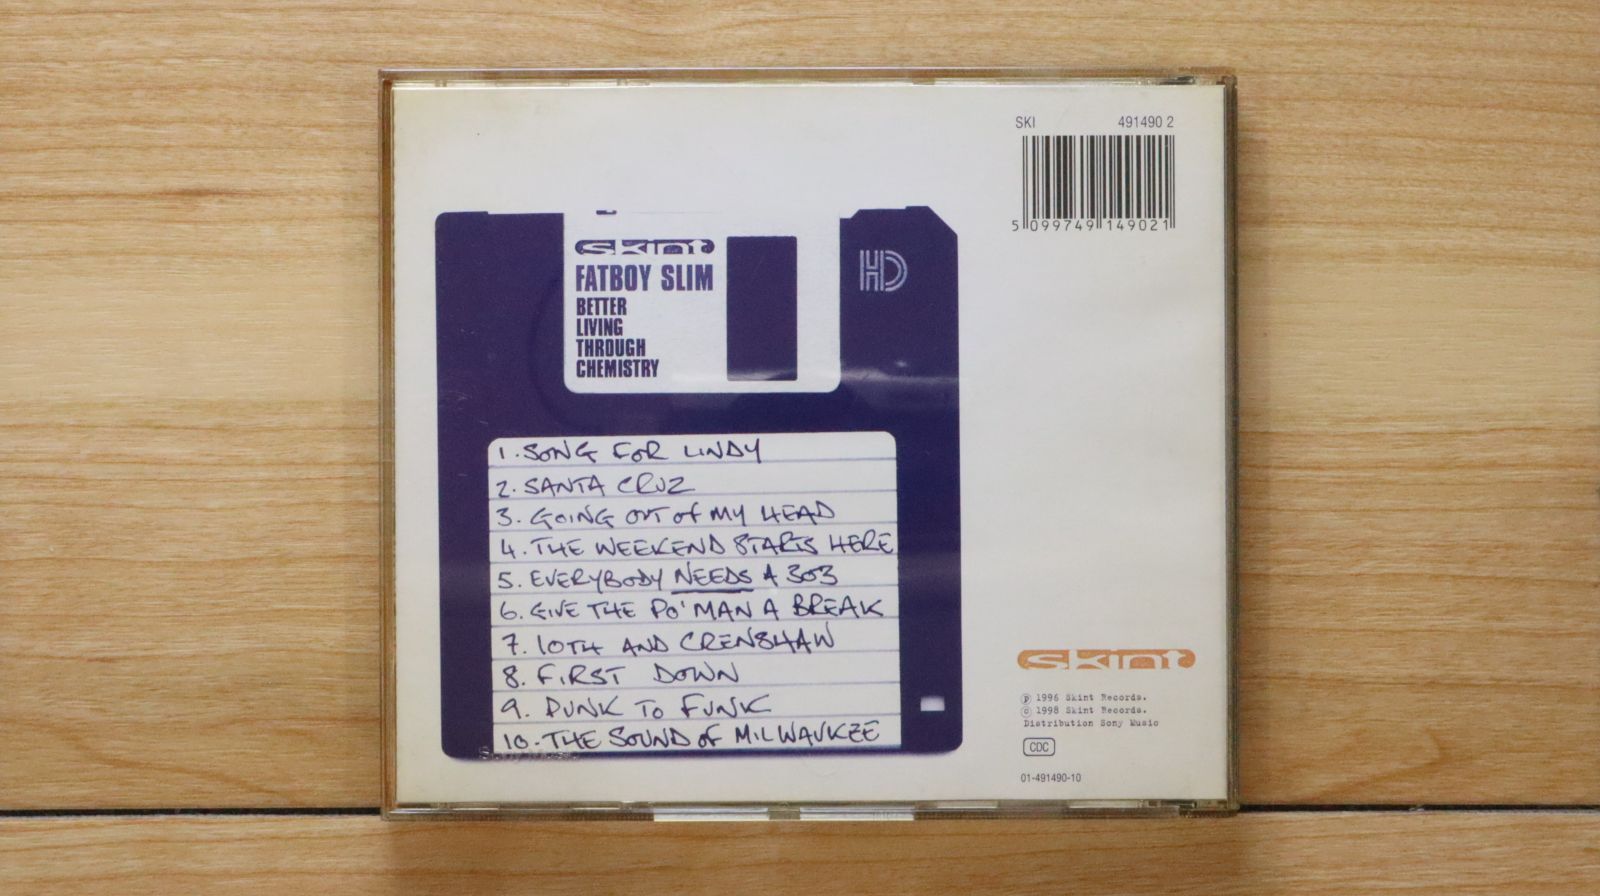 SKI 491490 2
5 099749 149021
skint
FATBOY SLIM
BETTER
LIVING
THROUGH
CHEMISTRY
HD
1. SONG FOR LINDY
2. SANTA CRUZ
3. GOING OUT OF MY HEAD
4. THE WEEKEND STARTS HERE
5. EVERYBODY NEEDS A 303
6. GIVE THE PO' MAN A BREAK
7. 10TH AND CRENSHAW
8. FIRST DOWN
9. PUNK TO FUNK
10. THE SOUND OF MILWAUKEE
skint
℗ 1996 Skint Records.
© 1998 Skint Records.
Distribution Sony Music
CDC
01-491490-10